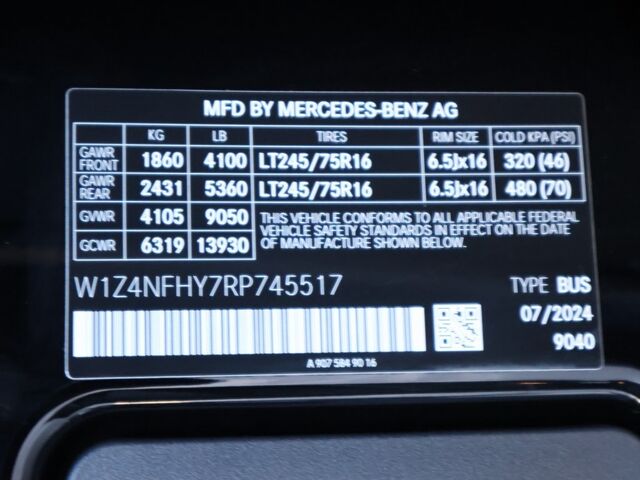 MFD BY MERCEDES-BENZ AG
KG LB TIRES RIM SIZE COLD KPA (PSI)
GAWR FRONT 1860 4100 LT245/75R16 6.5Jx16 320 (46)
GAWR REAR 2431 5360 LT245/75R16 6.5Jx16 480 (70)
GVWR 4105 9050 THIS VEHICLE CONFORMS TO ALL APPLICABLE FEDERAL
VEHICLE SAFETY STANDARDS IN EFFECT ON THE DATE
GCWR 6319 13930 OF MANUFACTURE SHOWN ABOVE.
W1Z4NFHY7RP745517 TYPE BUS
07/2024
9040
A 907 584 90 16